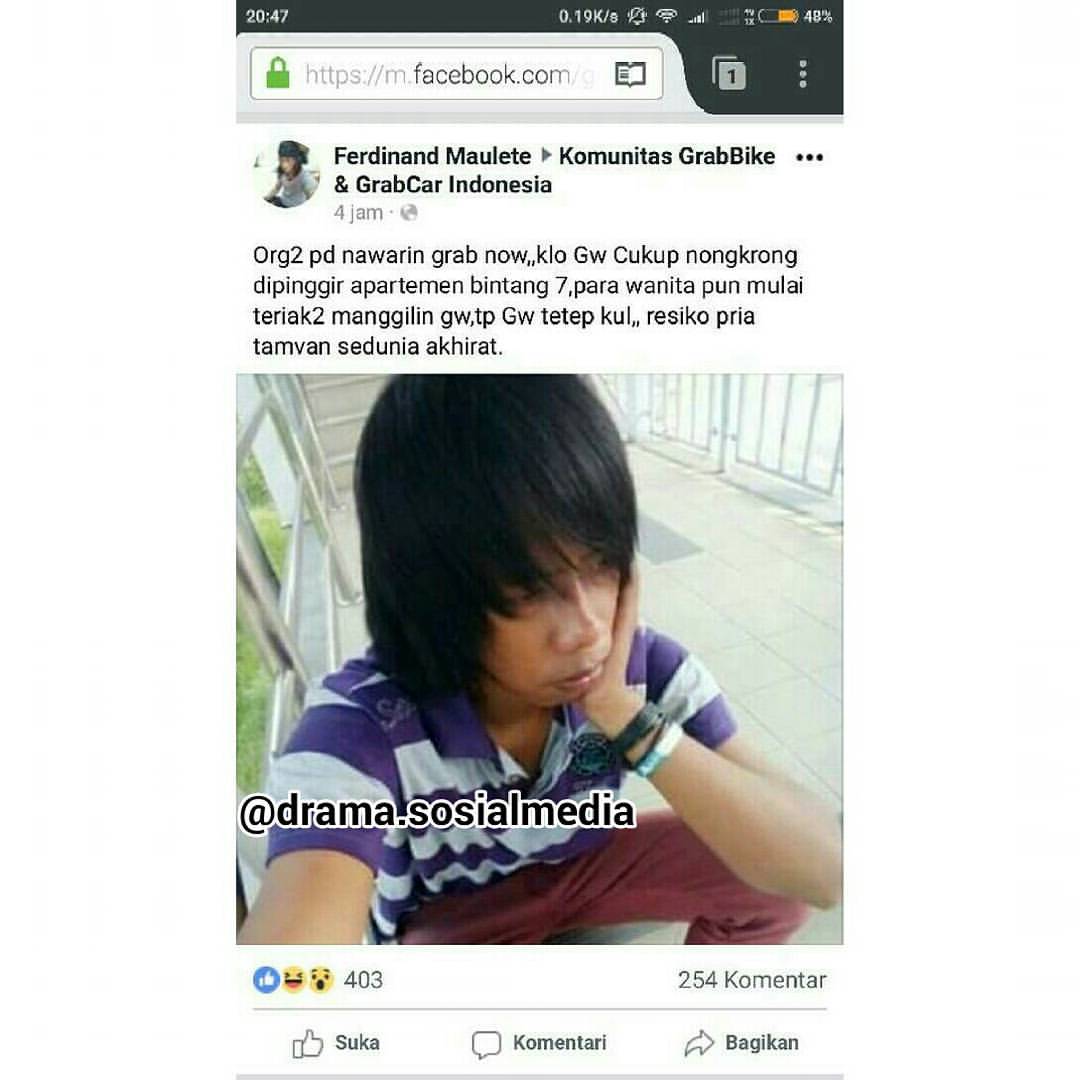 20:47
0.19K/s
48%
https://m.facebook.com/g
1
Ferdinand Maulete ▶ Komunitas GrabBike
& GrabCar Indonesia
4 jam ·
Org2 pd nawarin grab now,,klo Gw Cukup nongkrong
dipinggir apartemen bintang 7,para wanita pun mulai
teriak2 manggilin gw,tp Gw tetep kul,, resiko pria
tamvan sedunia akhirat.
@drama.sosialmedia
403
254 Komentar
Suka
Komentari
Bagikan